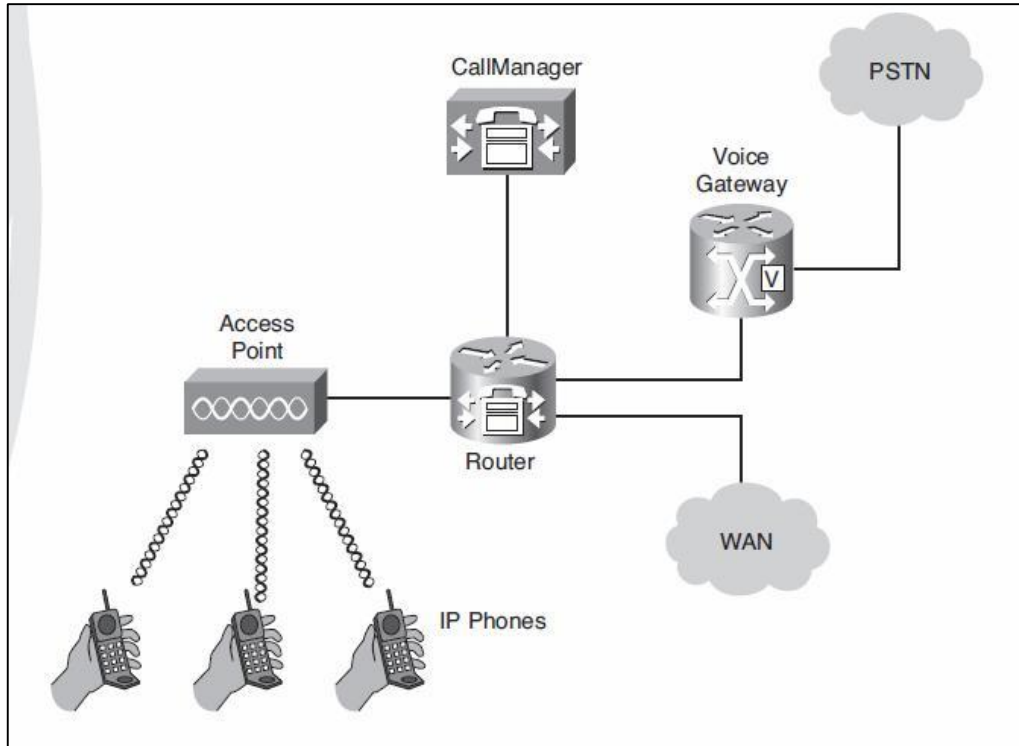 CallManager
PSTN
Voice
Gateway
V
Access
Point
Router
WAN
IP Phones